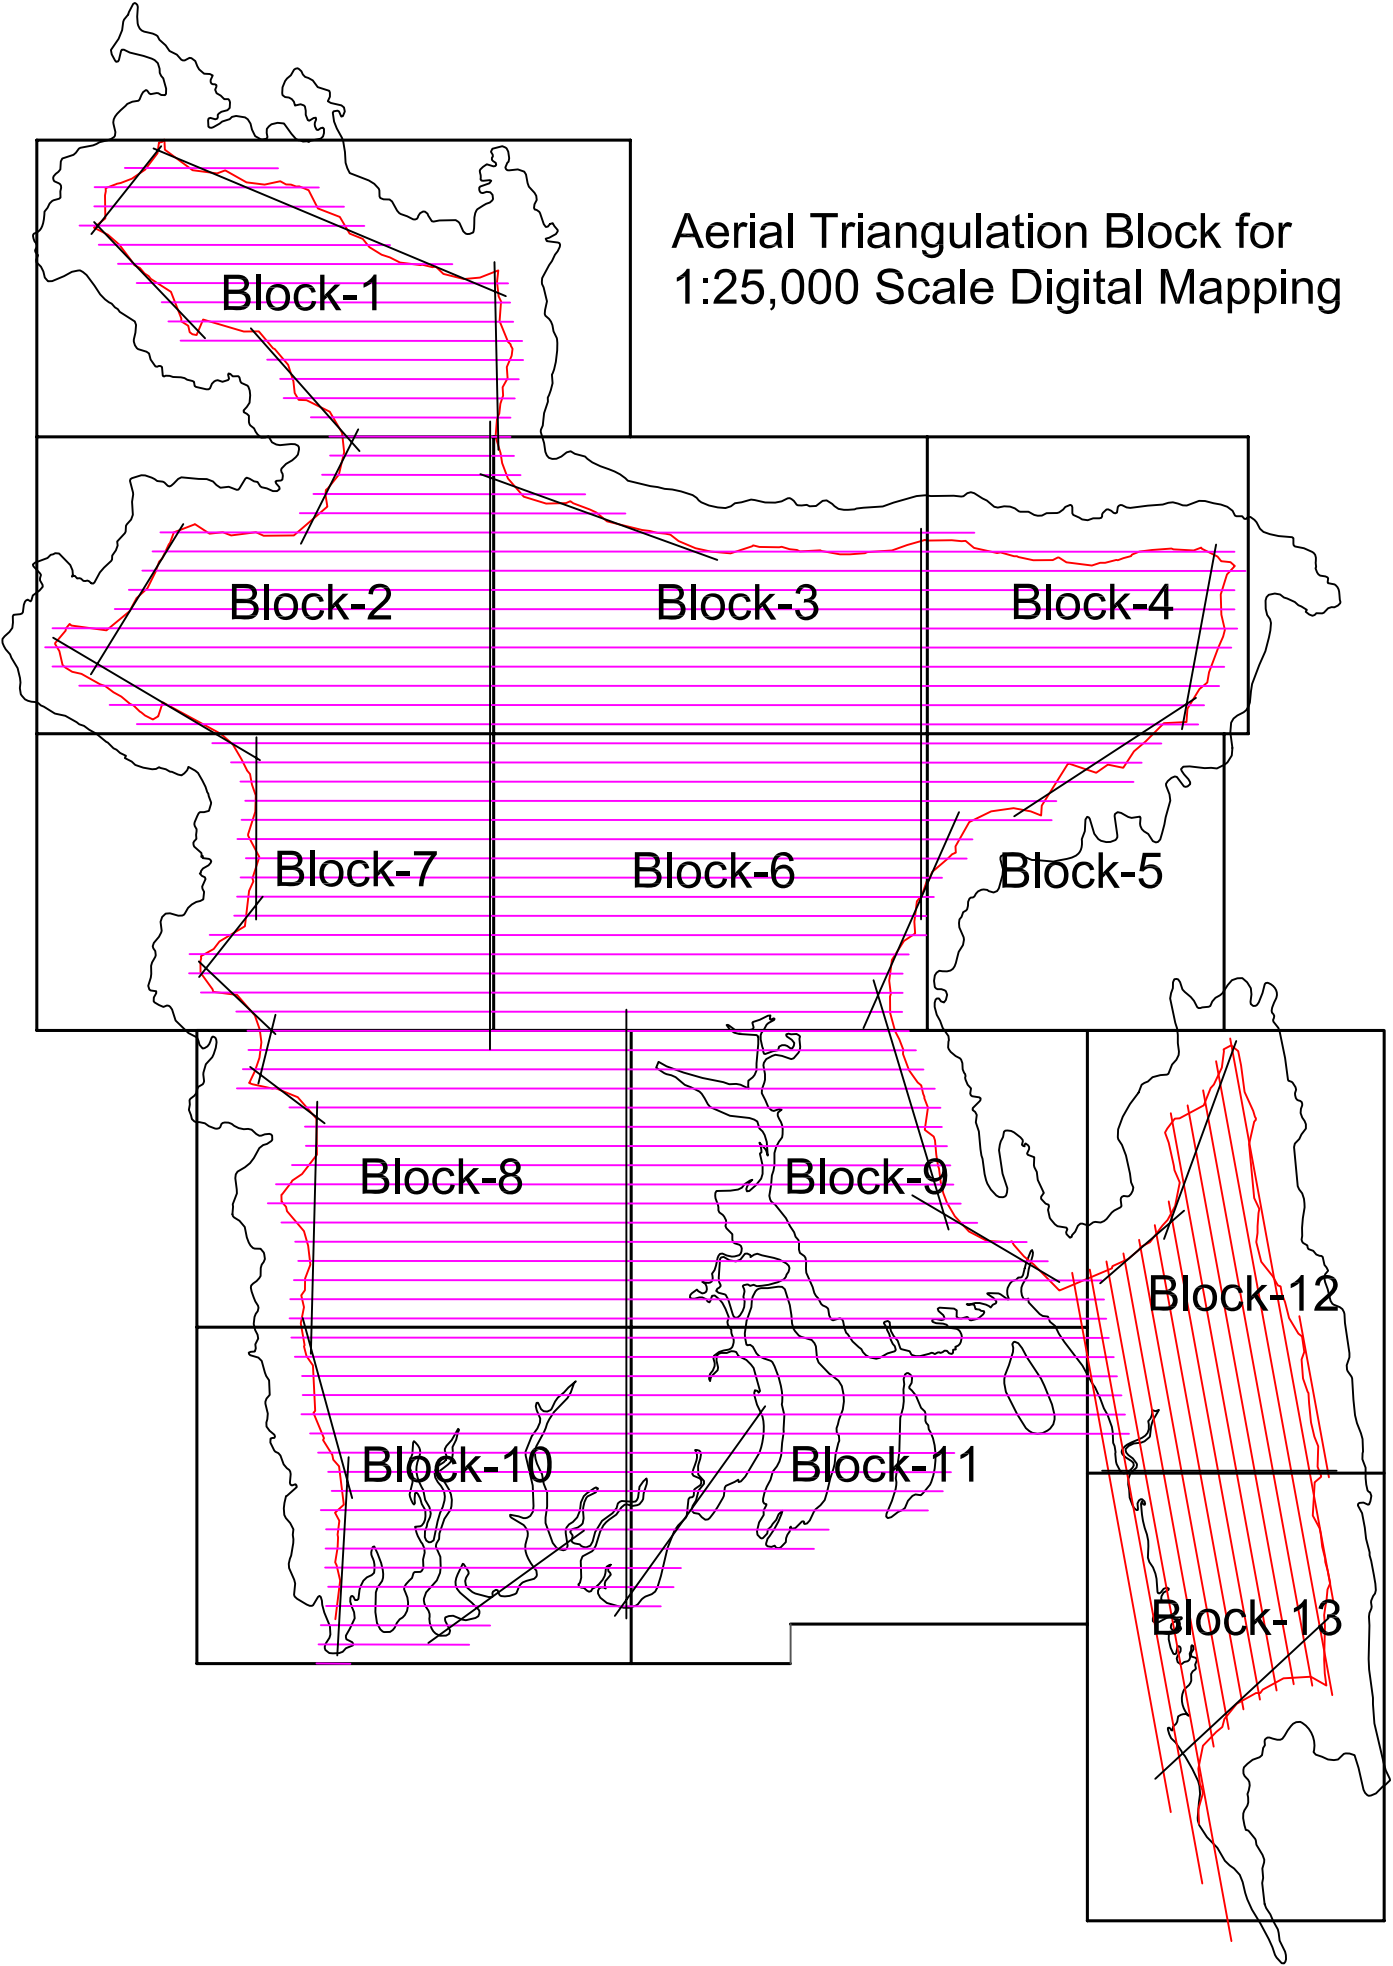 Aerial Triangulation Block for
1:25,000 Scale Digital Mapping
Block-1
Block-2
Block-3
Block-4
Block-7
Block-6
Block-5
Block-8
Block-9
Block-12
Block-10
Block-11
Block-13